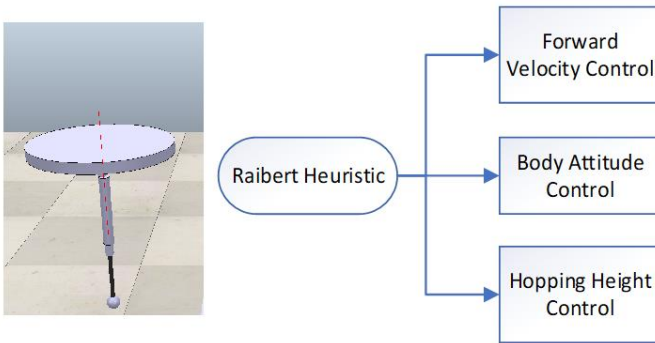 Raibert Heuristic
Forward
Velocity Control
Body Attitude
Control
Hopping Height
Control